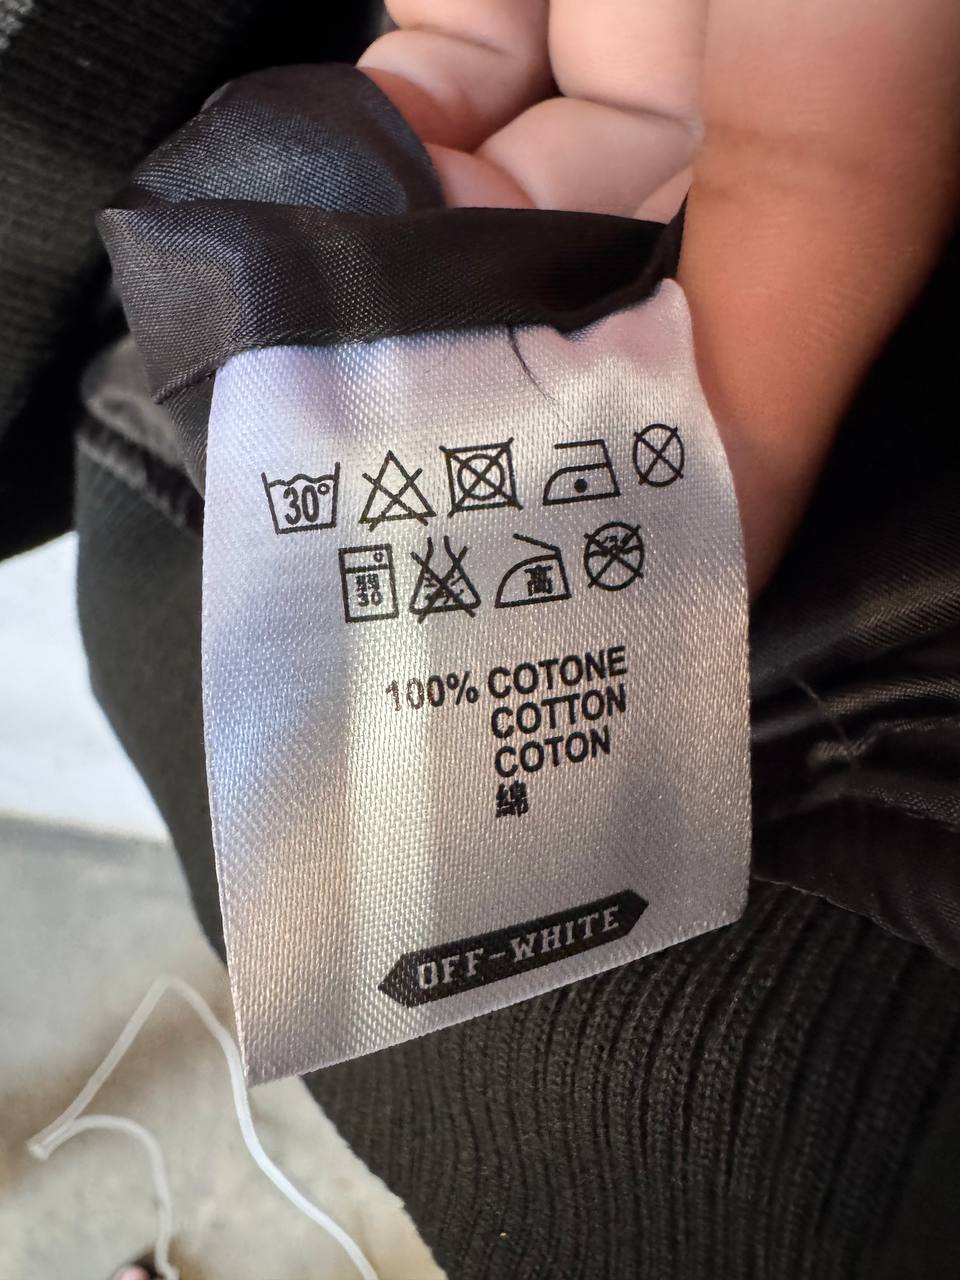 30°
30
高
100% COTONE
COTTON
COTON
綿
OFF-WHITE